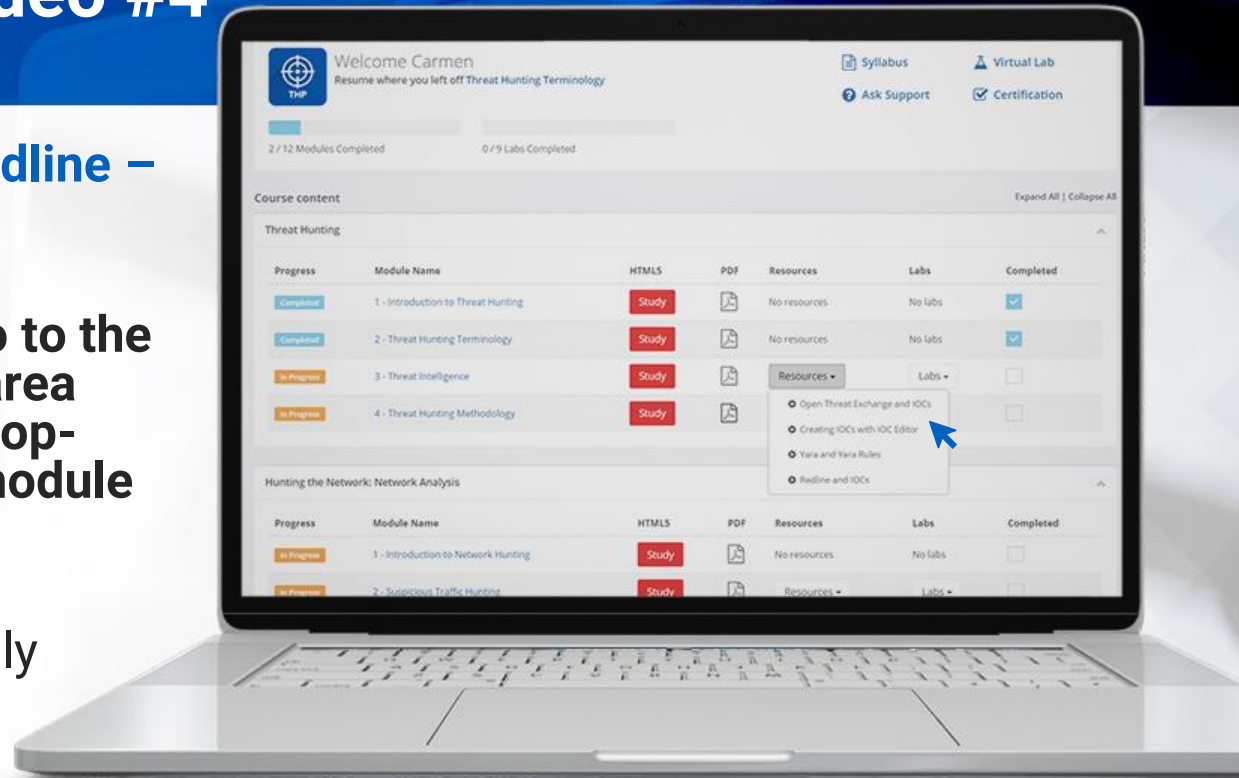 deo #4
dline –
o to the
area
op-
nodule
ly
THP
Welcome Carmen
Resume where you left off Threat Hunting Terminology
Syllabus
Virtual Lab
Ask Support
Certification
2 / 12 Modules Completed
0 / 9 Labs Completed
Course content
Expand All | Collapse All
Threat Hunting
Progress Module Name HTML5 PDF Resources Labs Completed
Completed 1 - Introduction to Threat Hunting Study No resources No labs
Completed 2 - Threat Hunting Terminology Study No resources No labs
In Progress 3 - Threat Intelligence Study Resources Labs
In Progress 4 - Threat Hunting Methodology Study
Open Threat Exchange and IOCs
Creating IOCs with IOC Editor
Yara and Yara Rules
Redline and IOCs
Hunting the Network: Network Analysis
Progress Module Name HTML5 PDF Resources Labs Completed
In Progress 1 - Introduction to Network Hunting Study No resources No labs
In Progress 2 - Suspicious Traffic Hunting Study Resources Labs